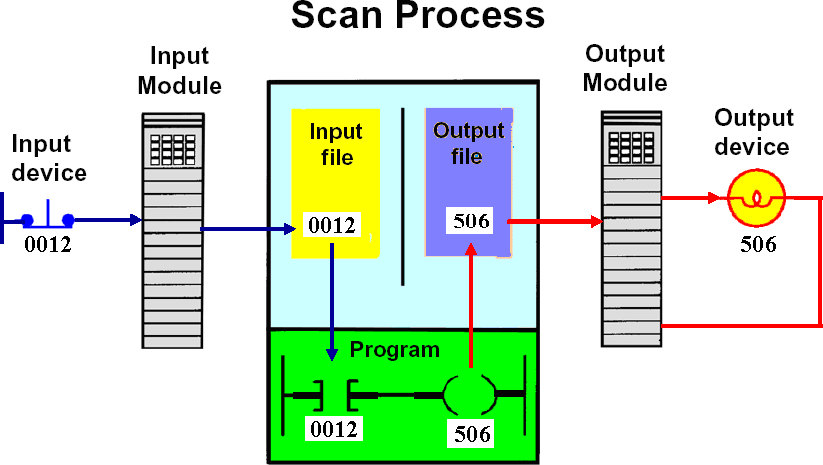 Scan Process
Input
Module
Output
Module
Input
device
0012
Input
file
0012
Output
file
506
Output
device
506
Program
0012
506